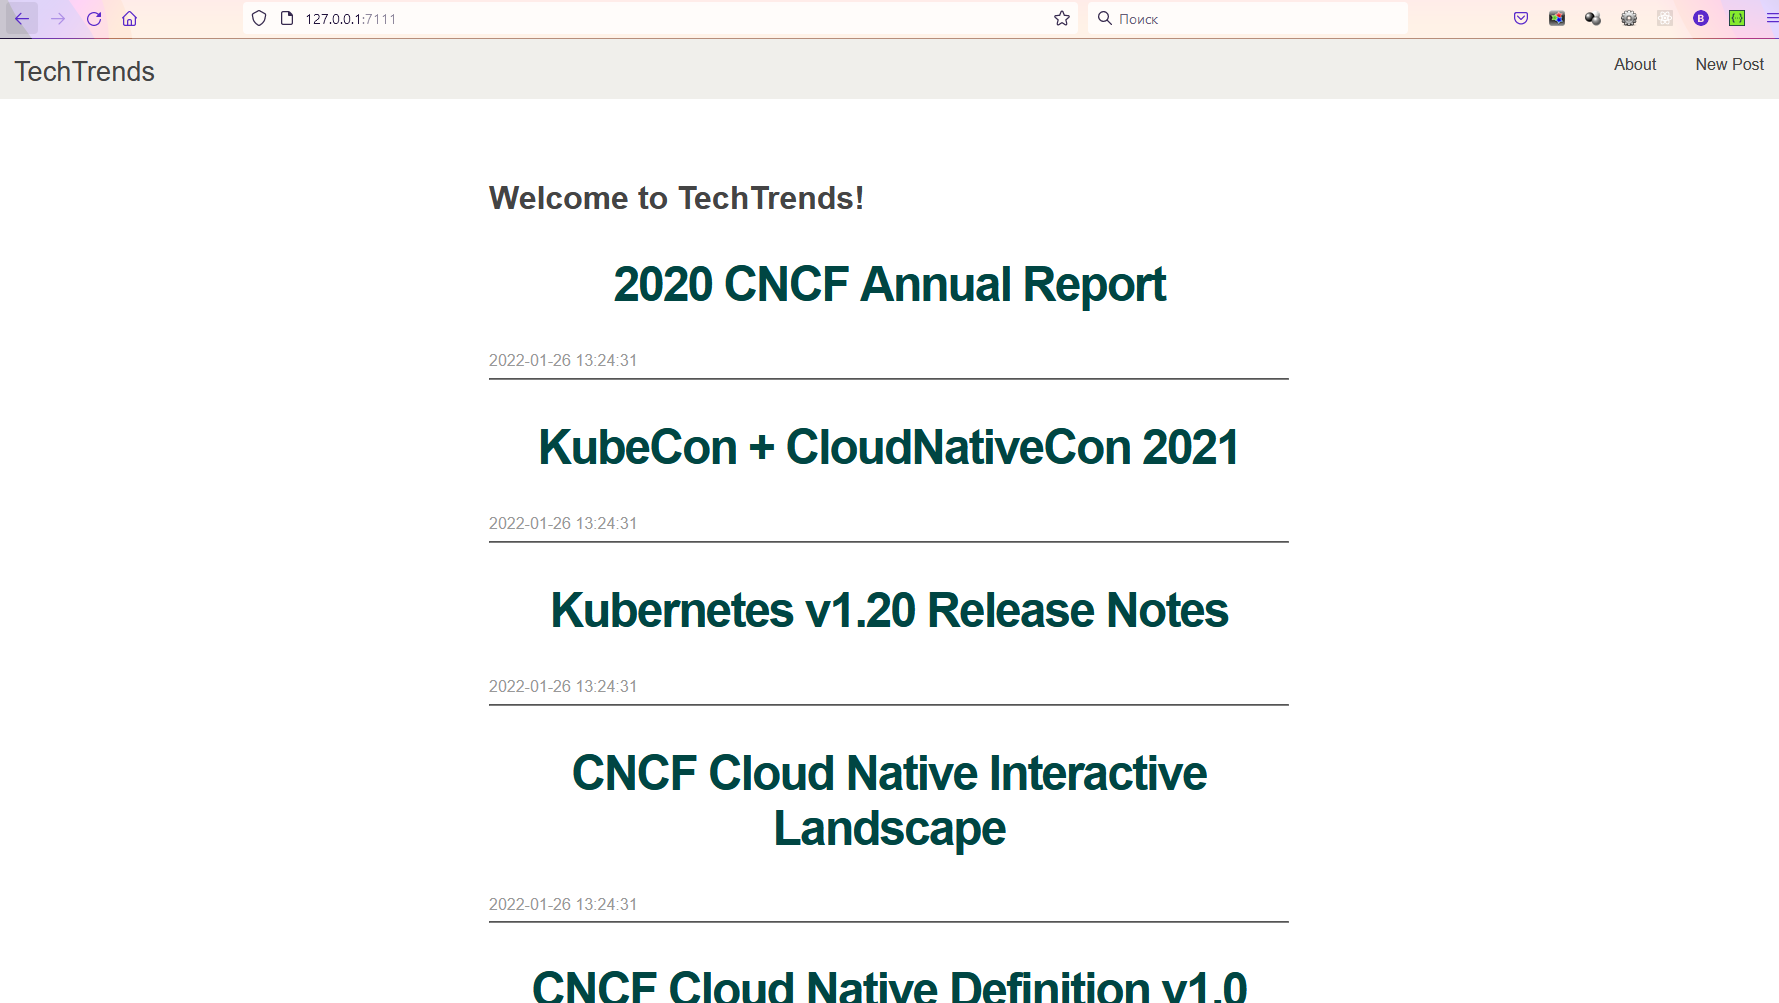 127.0.0.1:7111
Поиск
TechTrends
About
New Post
Welcome to TechTrends!
2020 CNCF Annual Report
2022-01-26 13:24:31
KubeCon + CloudNativeCon 2021
2022-01-26 13:24:31
Kubernetes v1.20 Release Notes
2022-01-26 13:24:31
CNCF Cloud Native Interactive
Landscape
2022-01-26 13:24:31
CNCF Cloud Native Definition v1.0